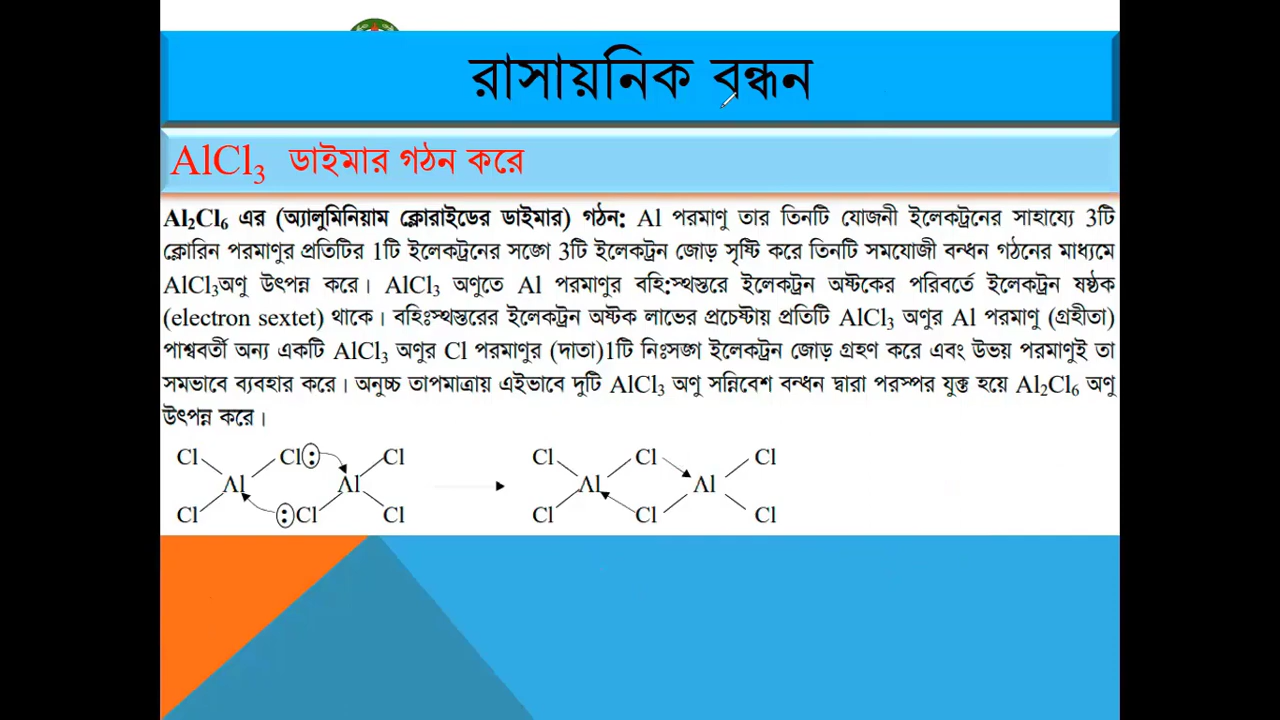 রাসায়নিক বন্ধন
AlCl₃ ডাইমার গঠন করে
Al₂Cl₆ এর (অ্যালুমিনিয়াম ক্লোরাইডের ডাইমার) গঠন: Al পরমাণু তার তিনটি যোজনী ইলেকট্রনের সাহায্যে 3টি
ক্লোরিন পরমাণুর প্রতিটির 1টি ইলেকট্রনের সঙ্গে 3টি ইলেকট্রন জোড় সৃষ্টি করে তিনটি সমযোজী বন্ধন গঠনের মাধ্যমে
AlCl₃অণু উৎপন্ন করে। AlCl₃ অণুতে Al পরমাণুর বহি:স্থস্তরে ইলেকট্রন অষ্টকের পরিবর্তে ইলেকট্রন ষষ্ঠক
(electron sextet) থাকে। বহিঃস্থস্তরের ইলেকট্রন অষ্টক লাভের প্রচেষ্টায় প্রতিটি AlCl₃ অণুর Al পরমাণু (গ্রহীতা)
পাশ্ববর্তী অন্য একটি AlCl₃ অণুর Cl পরমাণুর (দাতা)1টি নিঃসঙ্গ ইলেকট্রন জোড় গ্রহণ করে এবং উভয় পরমাণুই তা
সমভাবে ব্যবহার করে। অনুচ্চ তাপমাত্রায় এইভাবে দুটি AlCl₃ অণু সন্নিবেশ বন্ধন দ্বারা পরস্পর যুক্ত হয়ে Al₂Cl₆ অণু
উৎপন্ন করে।
Cl Cl: Cl Cl Cl Cl
Al Al Al Al
Cl :Cl Cl Cl Cl Cl